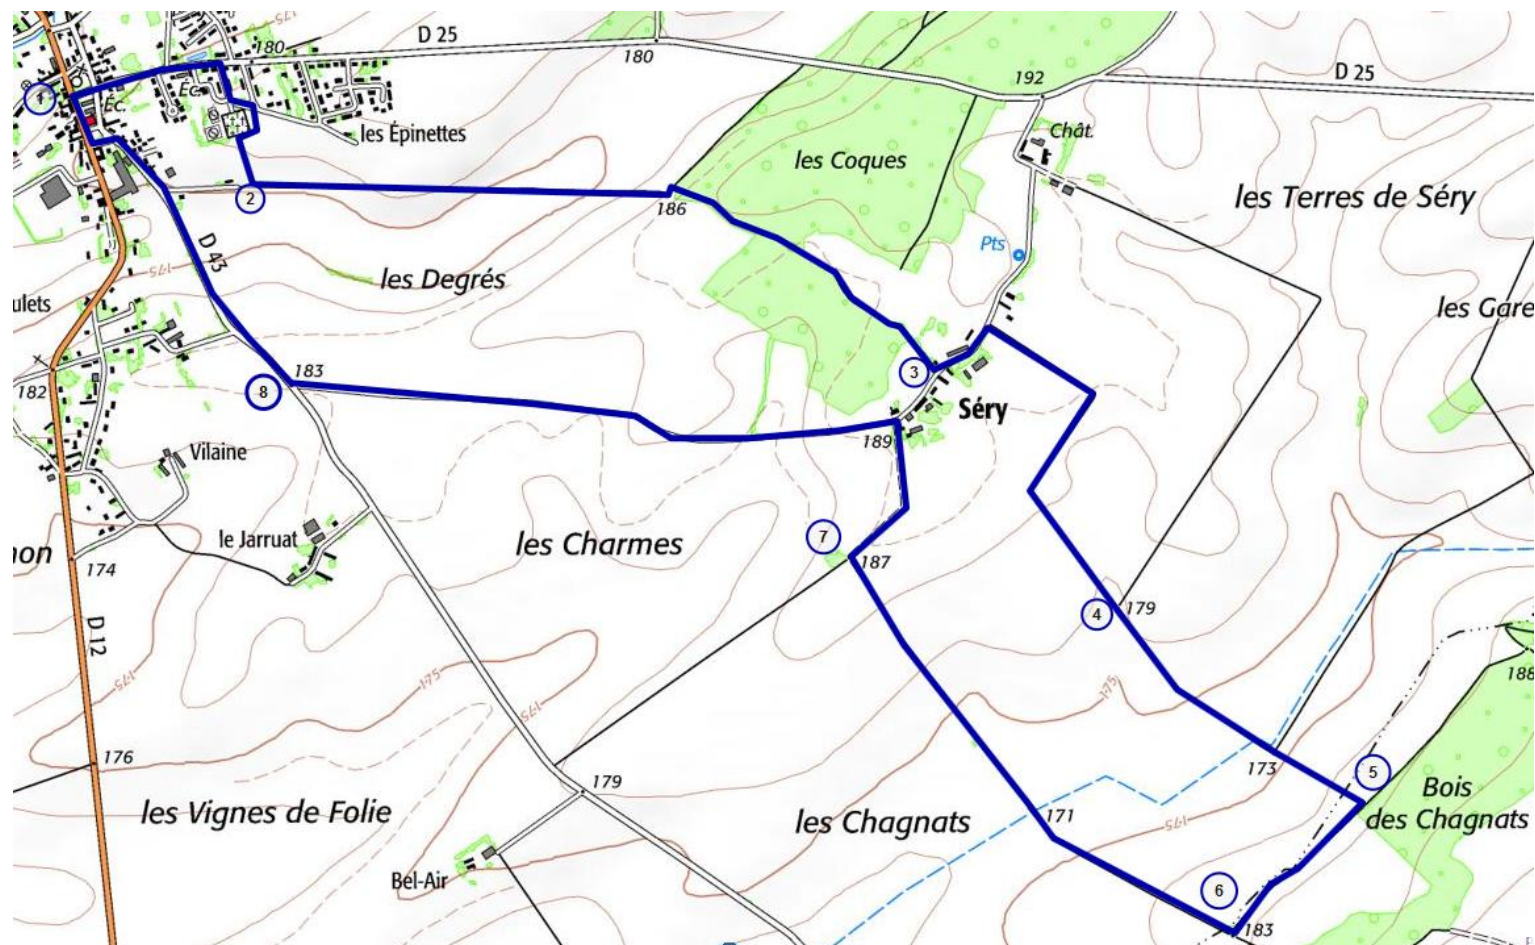 175
180
D 25
180
192
D 25
1
Éc.
Éc.
les Épinettes
Chât.
les Coques
2
186
les Terres de Séry
D 43
Pts
175
les Degrés
ulets
les Gare
183
3
182
8
Séry
189
Vilaine
le Jarruat
les Charmes
7
non
174
187
4
179
D 12
175
175
175
188
175
176
173
5
179
Bois
des Chagnats
les Vignes de Folie
les Chagnats
171
175
Bel-Air
6
183